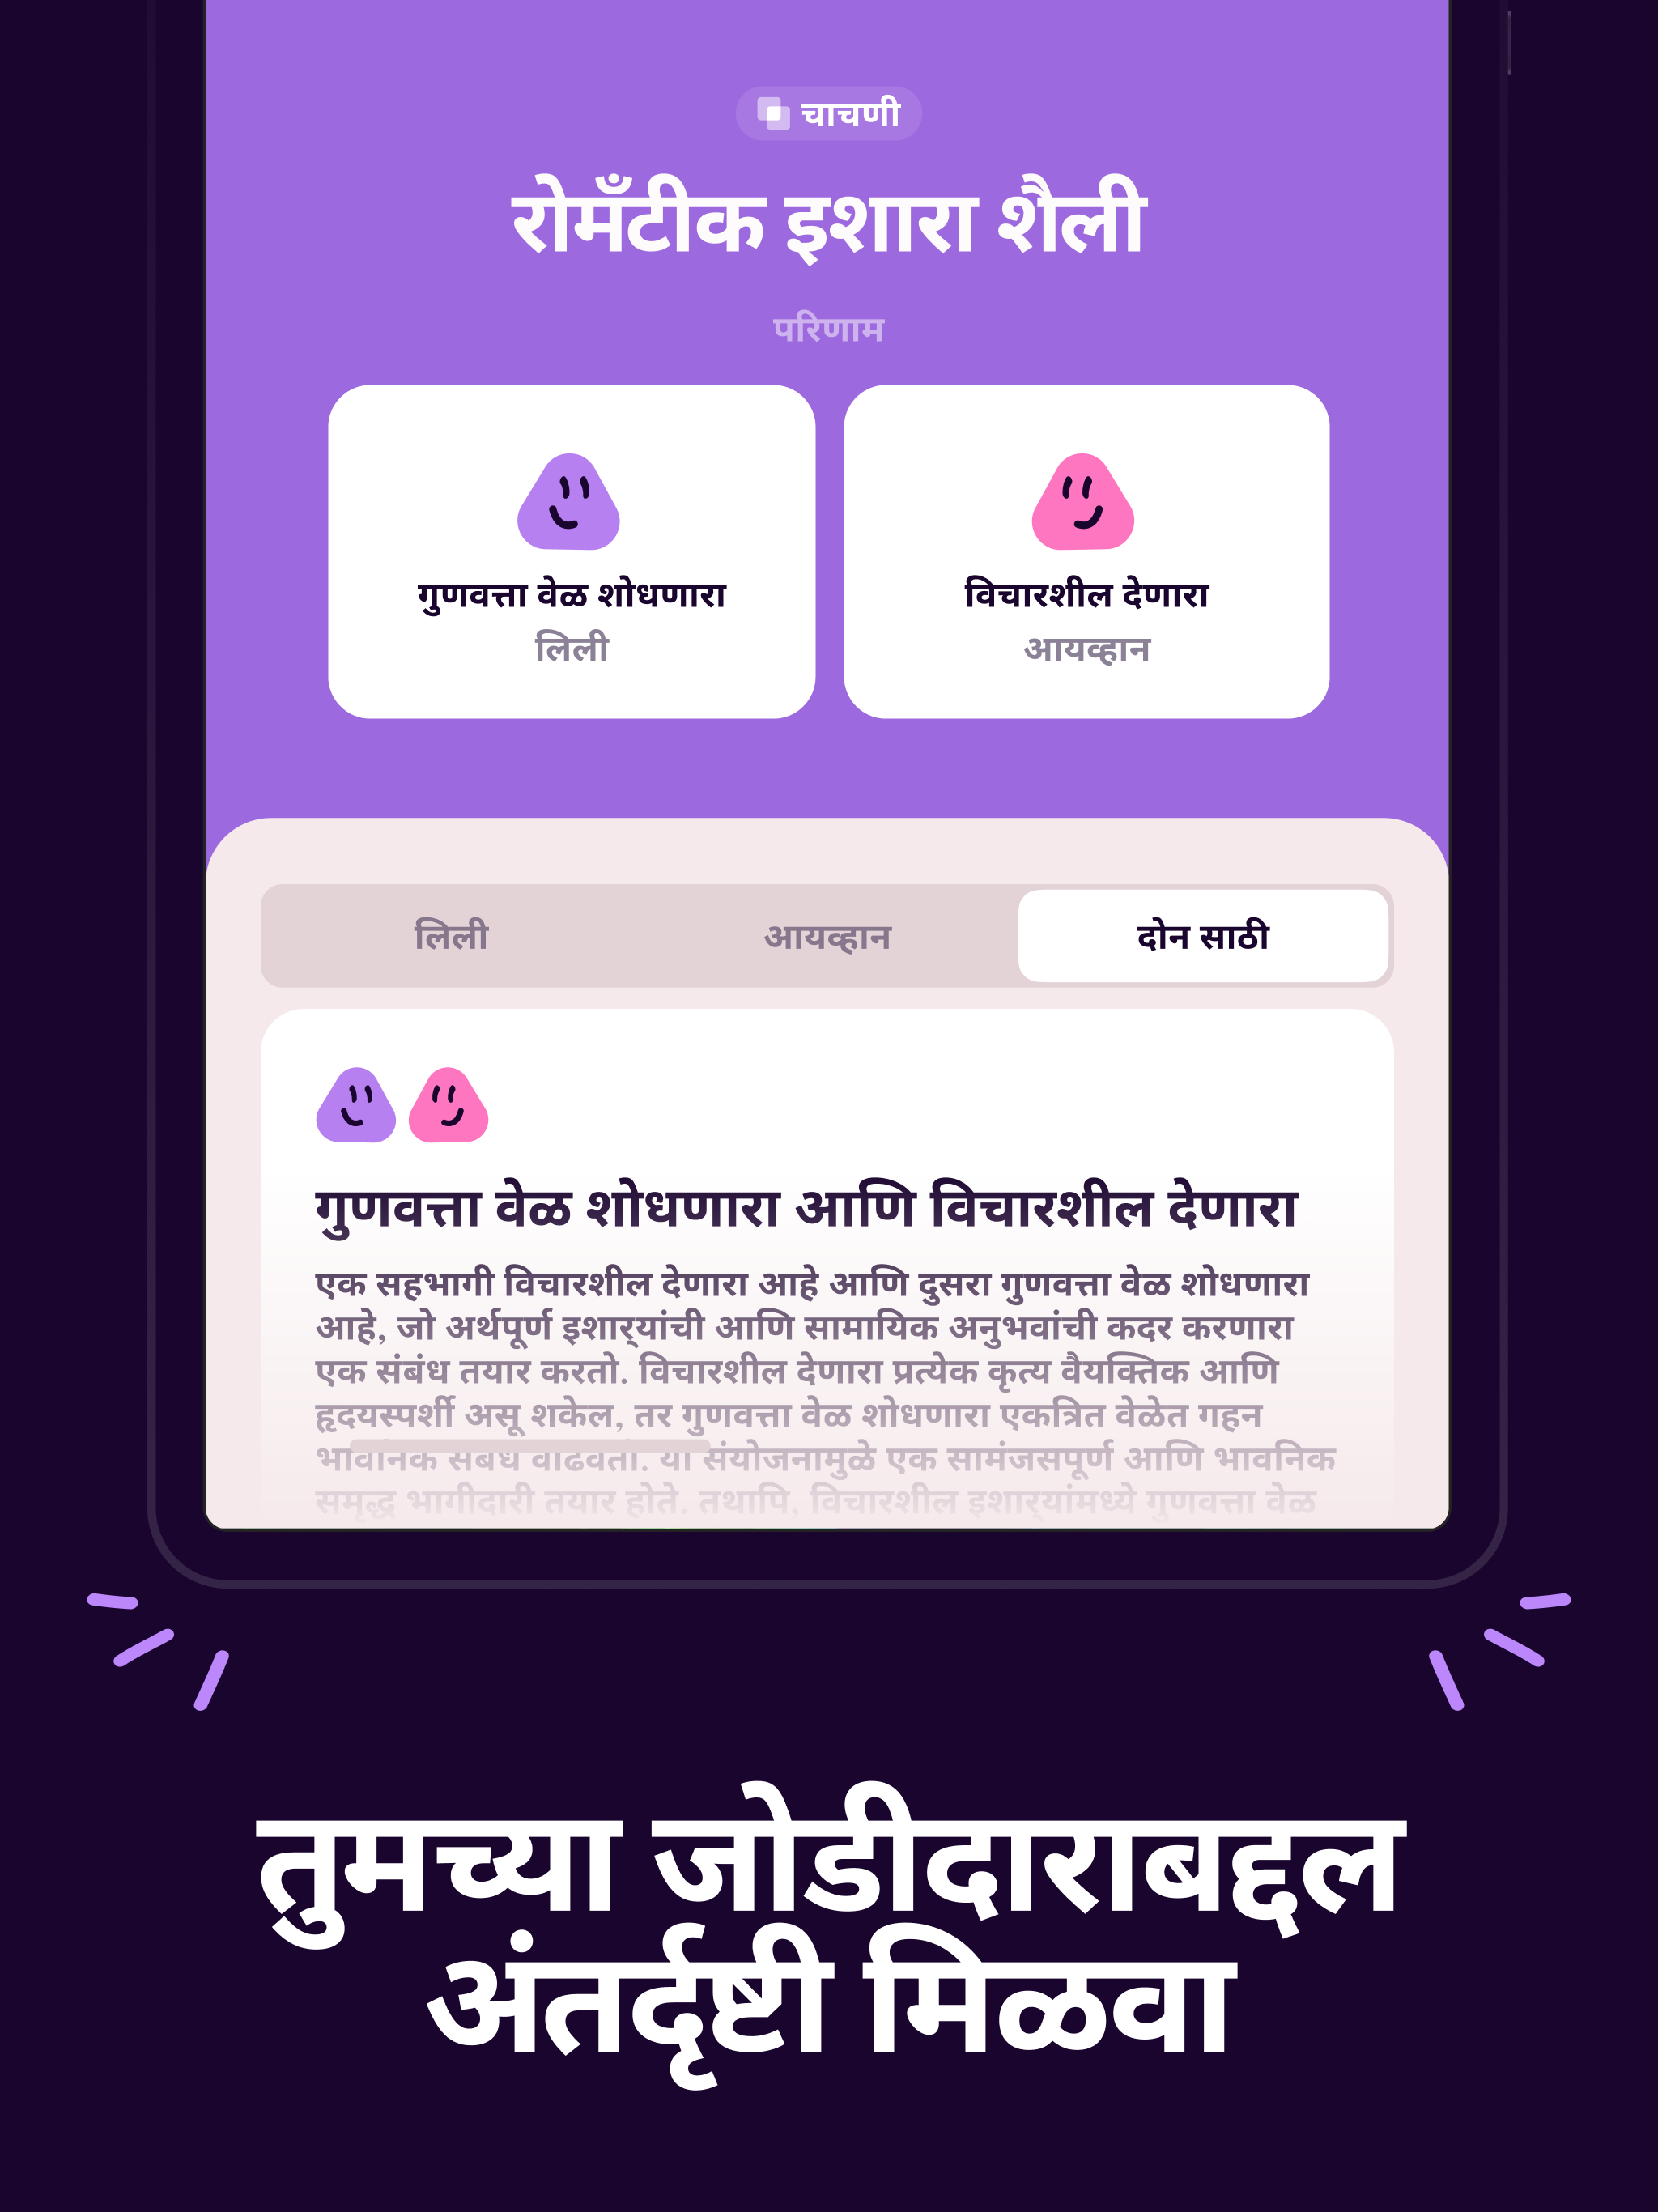 चाचणी
रोमँटीक इशारा शैली
परिणाम
गुणवत्ता वेळ शोधणारा
लिली
विचारशील देणारा
आयव्हान
लिली
आयव्हान
दोन साठी
गुणवत्ता वेळ शोधणारा आणि विचारशील देणारा
एक सहभागी विचारशील देणारा आहे आणि दुसरा गुणवत्ता वेळ शोधणारा
आहे, जो अर्थपूर्ण इशाऱ्यांची आणि सामायिक अनुभवांची कदर करणारा
एक संबंध तयार करतो. विचारशील देणारा प्रत्येक कृत्य वैयक्तिक आणि
हृदयस्पर्शी असू शकेल, तर गुणवत्ता वेळ शोधणारा एकत्रित वेळेत गहन
भावनिक संबंध वाढवतो. या संयोजनामुळे एक सामंजसपूर्ण आणि भावनिक
समृद्ध भागीदारी तयार होते. तथापि, विचारशील इशाऱ्यांमध्ये गुणवत्ता वेळ
तुमच्या जोडीदाराबद्दल
अंतर्दृष्टी मिळवा